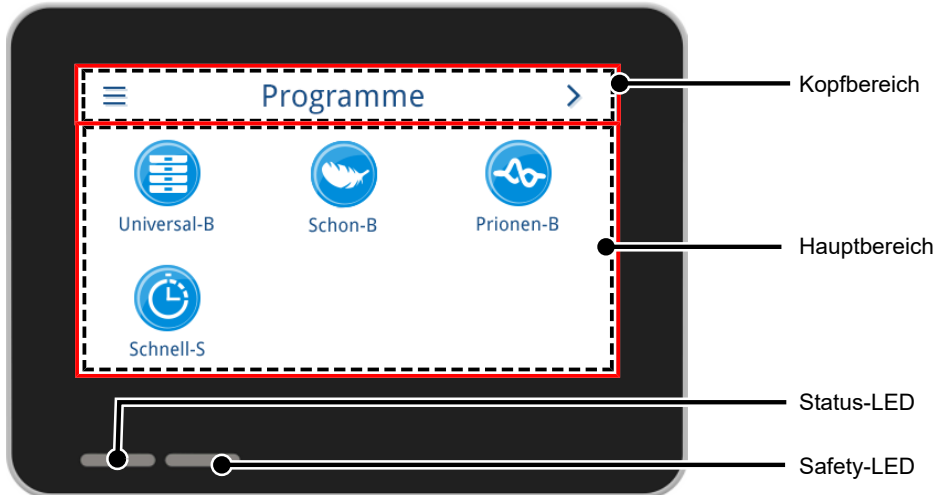 Programme
Kopfbereich
Universal-B
Schon-B
Prionen-B
Hauptbereich
Schnell-S
Status-LED
Safety-LED